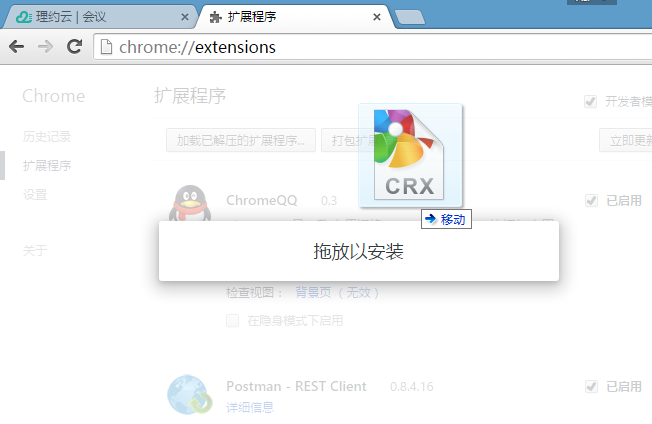 理约云 | 会议
扩展程序
chrome://extensions
Chrome
扩展程序
开发者模
历史记录
加载已解压的扩展程序...
打包扩展
立即更新
扩展程序
CRX
设置
ChromeQQ 0.3
已启用
移动
关于
拖放以安装
检查视图： 背景页（无效）
在隐身模式下启用
Postman - REST Client 0.8.4.16
已启用
详细信息